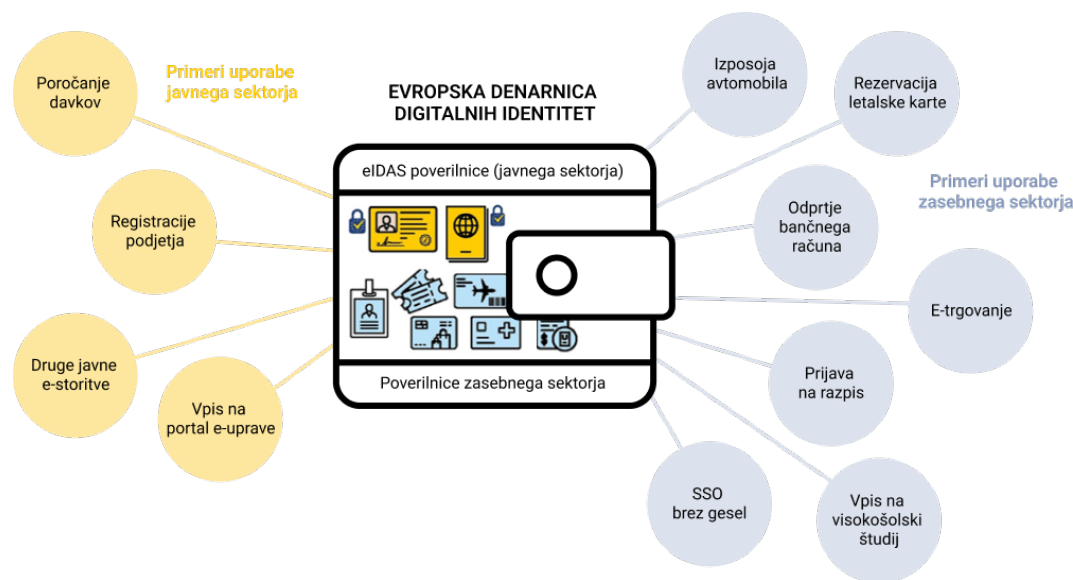 Poročanje
davkov
Primeri uporabe
javnega sektorja
EVROPSKA DENARNICA
DIGITALNIH IDENTITET
Izposoja
avtomobila
Rezervacija
letalske karte
eIDAS poverilnice (javnega sektorja)
Primeri uporabe
zasebnega sektorja
Registracije
podjetja
Odprtje
bančnega
računa
E-trgovanje
Druge javne
e-storitve
Vpis na
portal e-uprave
Poverilnice zasebnega sektorja
Prijava
na razpis
SSO
brez gesel
Vpis na
visokošolski
študij